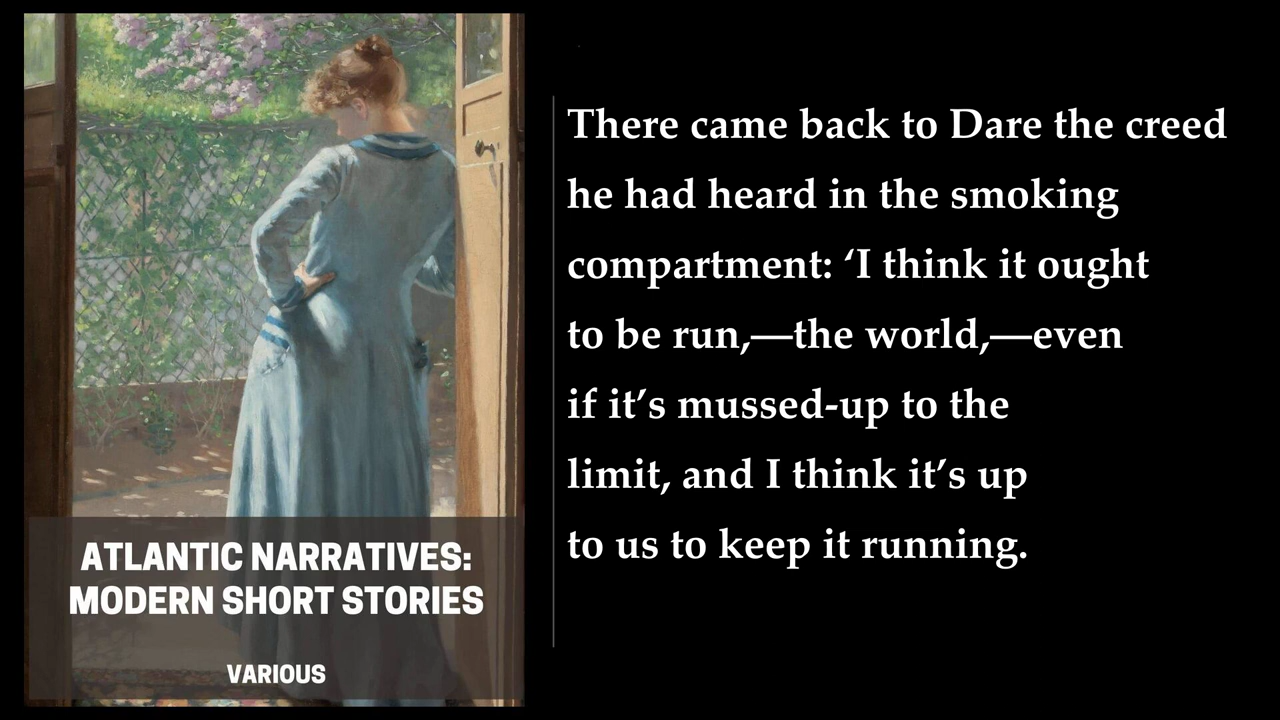 ATLANTIC NARRATIVES:
MODERN SHORT STORIES
VARIOUS
There came back to Dare the creed
he had heard in the smoking
compartment: ‘I think it ought
to be run,—the world,—even
if it’s mussed-up to the
limit, and I think it’s up
to us to keep it running.